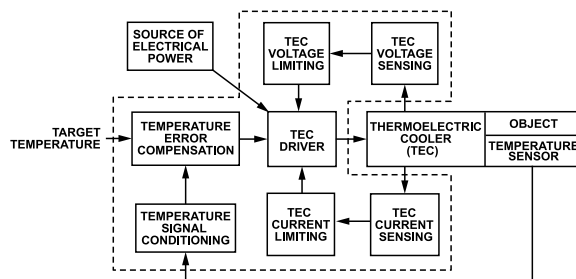 SOURCE OF
ELECTRICAL
POWER
TEC
VOLTAGE
LIMITING
TEC
VOLTAGE
SENSING
TARGET
TEMPERATURE
TEMPERATURE
ERROR
COMPENSATION
TEC
DRIVER
THERMOELECTRIC
COOLER
(TEC)
OBJECT
TEMPERATURE
SENSOR
TEMPERATURE
SIGNAL
CONDITIONING
TEC
CURRENT
LIMITING
TEC
CURRENT
SENSING